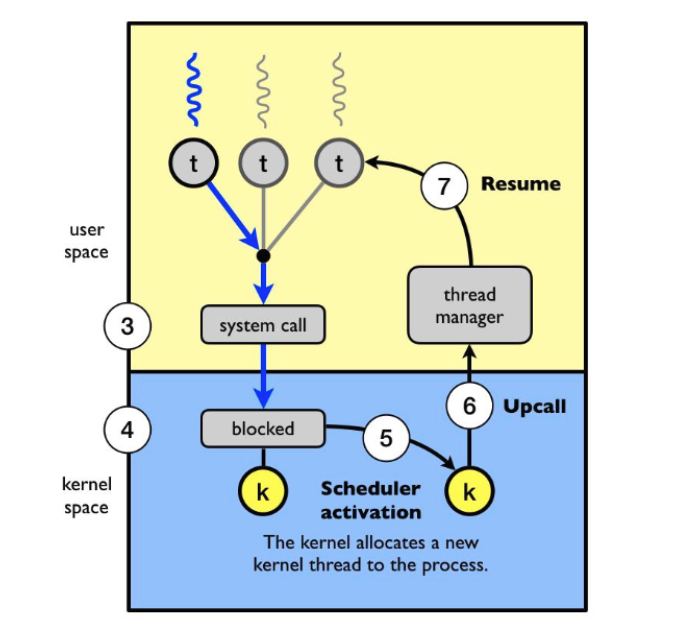 t
t
t
7
Resume
user
space
thread
manager
3
system call
6
Upcall
4
blocked
5
kernel
space
k
Scheduler
activation
k
The kernel allocates a new
kernel thread to the process.